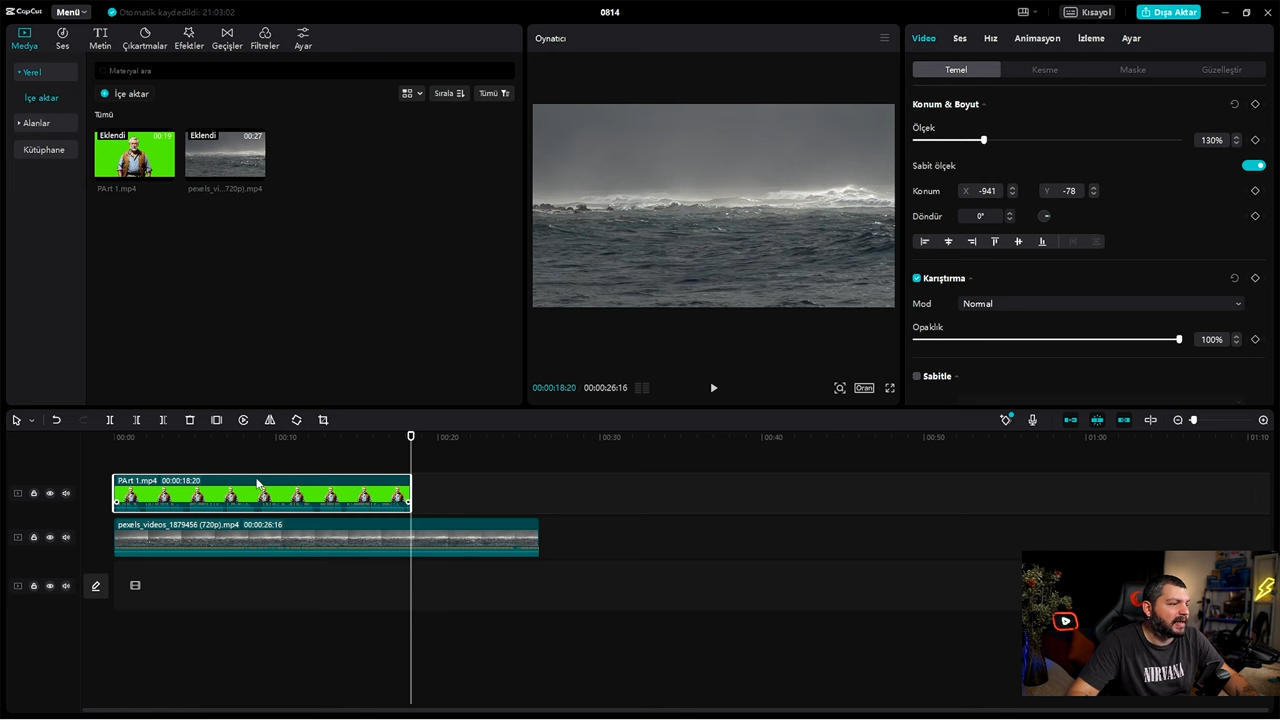 CapCut Menü Otomatik kaydedildi: 21:03:02 0814 Kısayol Dışa Aktar
Medya Ses Metin Çıkartmalar Efektler Geçişler Filtreler Ayar
Yerel
İçe aktar
Alanlar
Kütüphane
Materyal ara
İçe aktar Sırala Tümü
Tümü
Eklendi 00:19 Eklendi 00:27
PArt 1.mp4 pexels_vi...720p).mp4
Oynatıcı
00:00:18:20 00:00:26:16 Oran
Video Ses Hız Animasyon İzleme Ayar
Temel Kesme Maske Güzelleştir
Konum & Boyut
Ölçek
130%
Sabit ölçek
Konum X -941 Y -78
Döndür 0°
Karıştırma
Mod Normal
Opaklık
100%
Sabitle
00:00 00:10 00:20 00:30 00:40 00:50 01:00 01:10
PArt 1.mp4 00:00:18:20
pexels_videos_1879456 (720p).mp4 00:00:26:16
NIRVANA